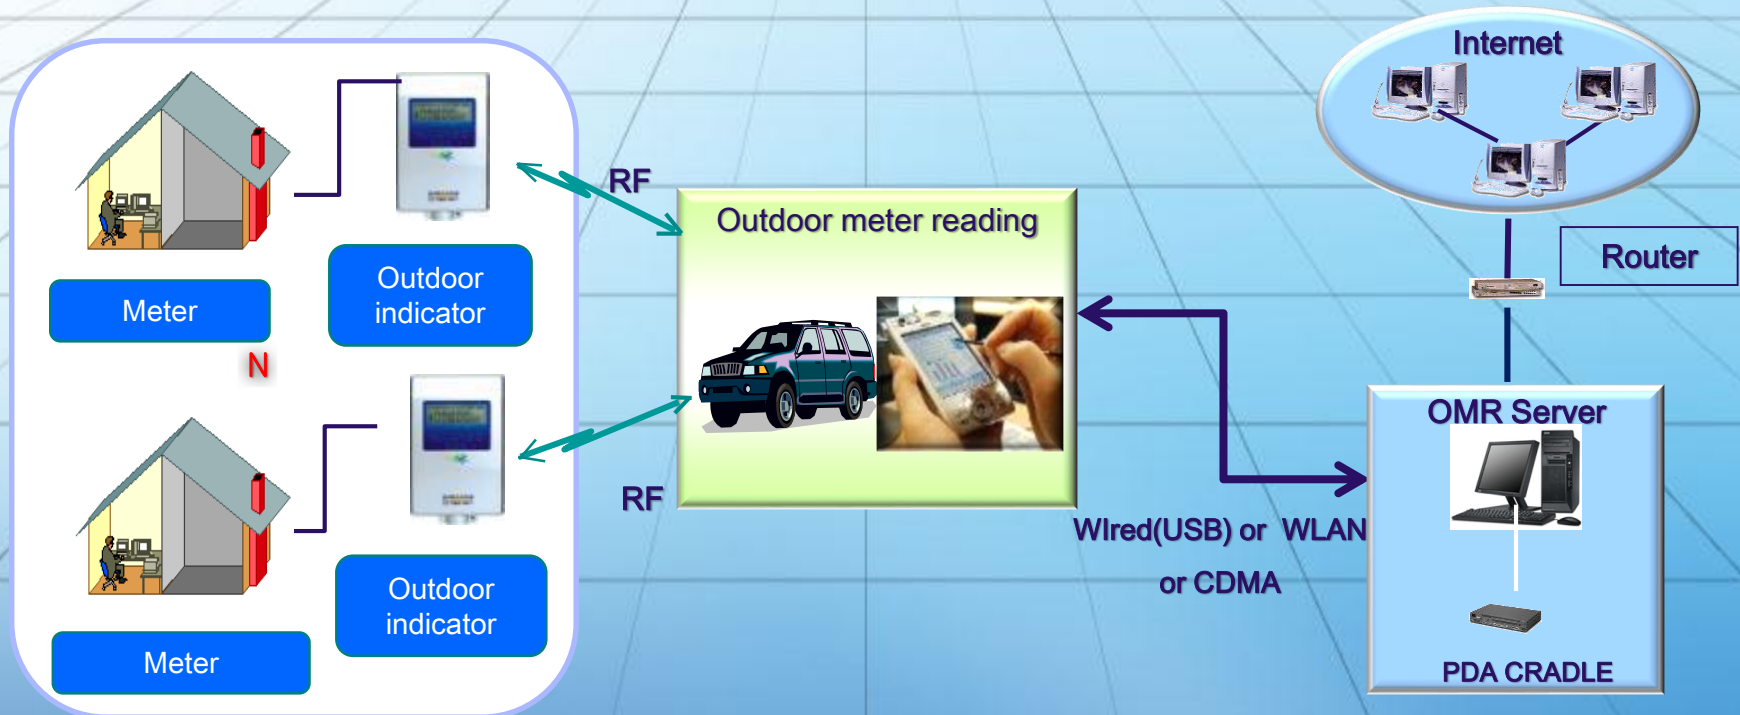 Internet
RF
Outdoor meter reading
Router
Outdoor
indicator
Meter
N
OMR Server
RF
WIred(USB) or WLAN
or CDMA
Outdoor
indicator
Meter
PDA CRADLE